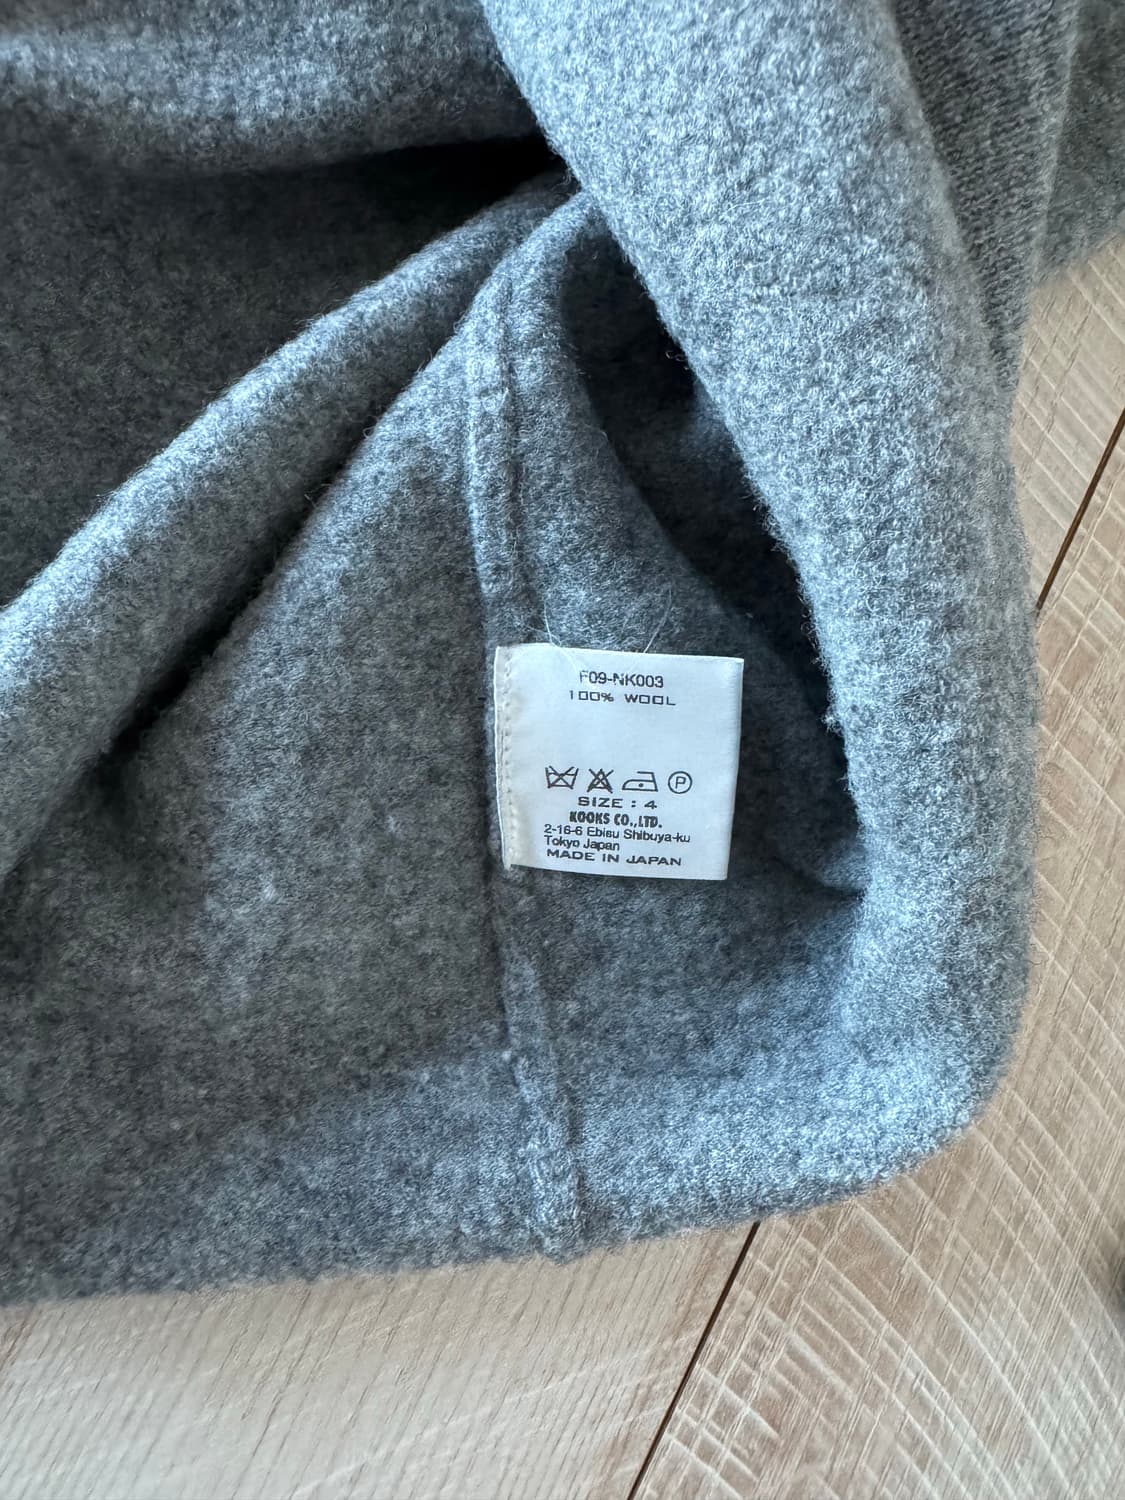 F09-NK003
100% WOOL
P
SIZE : 4
KOOKS CO.,LTD.
2-16-6 Ebisu Shibuya-ku
Tokyo Japan
MADE IN JAPAN